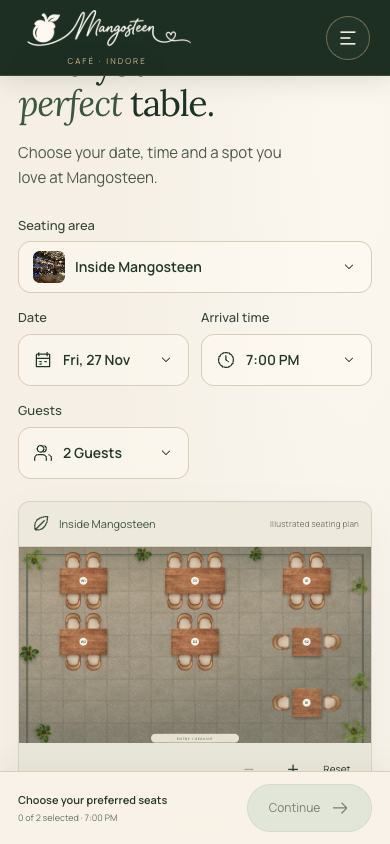 Mangosteen
CAFÉ · INDORE
perfect table.
Choose your date, time and a spot you
love at Mangosteen.
Seating area
Inside Mangosteen
Date
Arrival time
Fri, 27 Nov
7:00 PM
Guests
2 Guests
Inside Mangosteen
Illustrated seating plan
Reset
Choose your preferred seats
0 of 2 selected · 7:00 PM
Continue